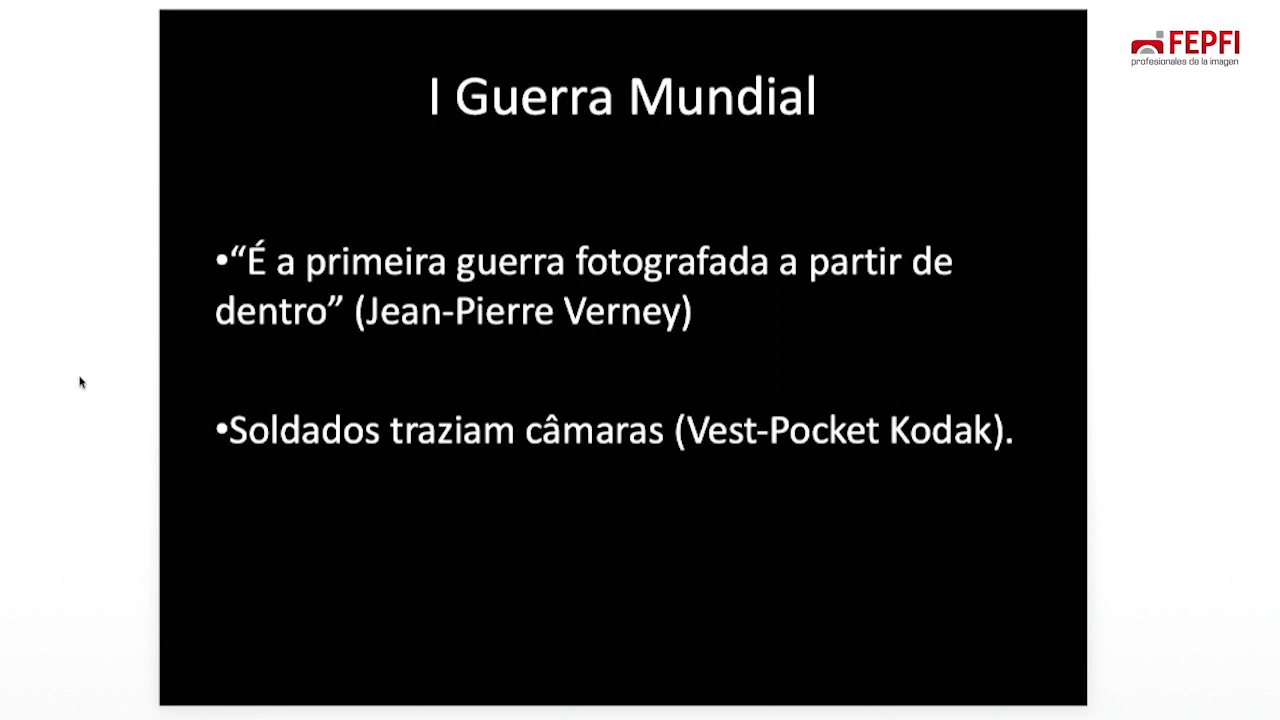 FEPFI
profesionales de la imagen
I Guerra Mundial
•“É a primeira guerra fotografada a partir de
dentro” (Jean-Pierre Verney)
•Soldados traziam câmaras (Vest-Pocket Kodak).